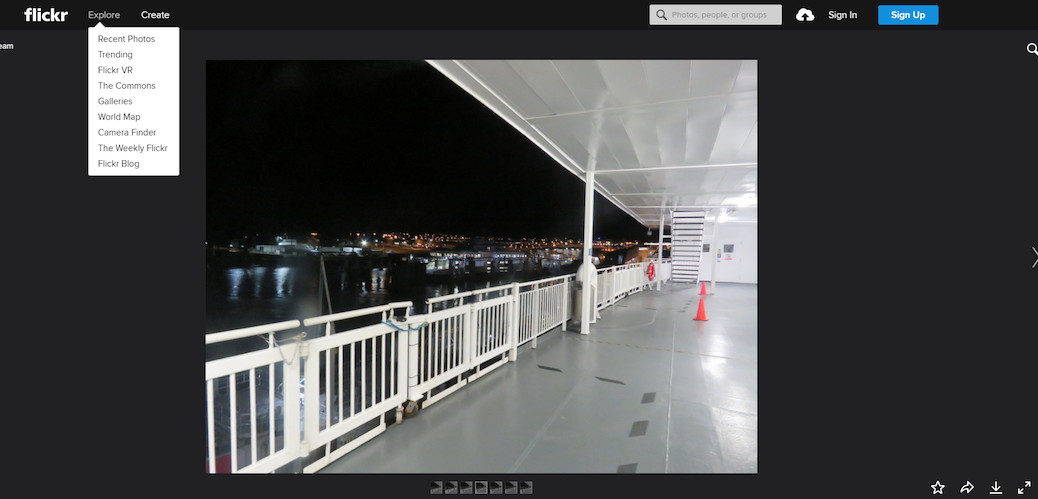 flickr Explore Create Photos, people, or groups Sign In Sign Up
eam
Recent Photos
Trending
Flickr VR
The Commons
Galleries
World Map
Camera Finder
The Weekly Flickr
Flickr Blog